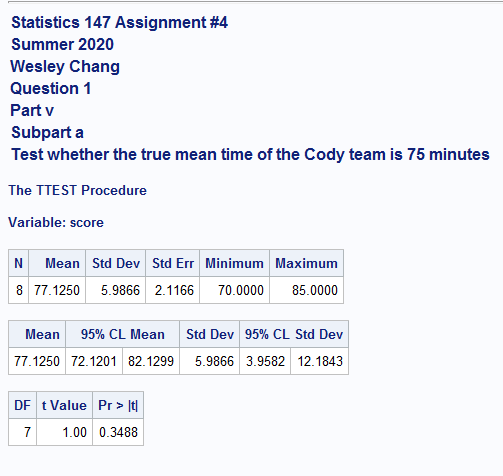 Statistics 147 Assignment #4
Summer 2020
Wesley Chang
Question 1
Part v
Subpart a
Test whether the true mean time of the Cody team is 75 minutes
The TTEST Procedure
Variable: score
N Mean Std Dev Std Err Minimum Maximum
8 77.1250 5.9866 2.1166 70.0000 85.0000
Mean 95% CL Mean Std Dev 95% CL Std Dev
77.1250 72.1201 82.1299 5.9866 3.9582 12.1843
DF t Value Pr > |t|
7 1.00 0.3488